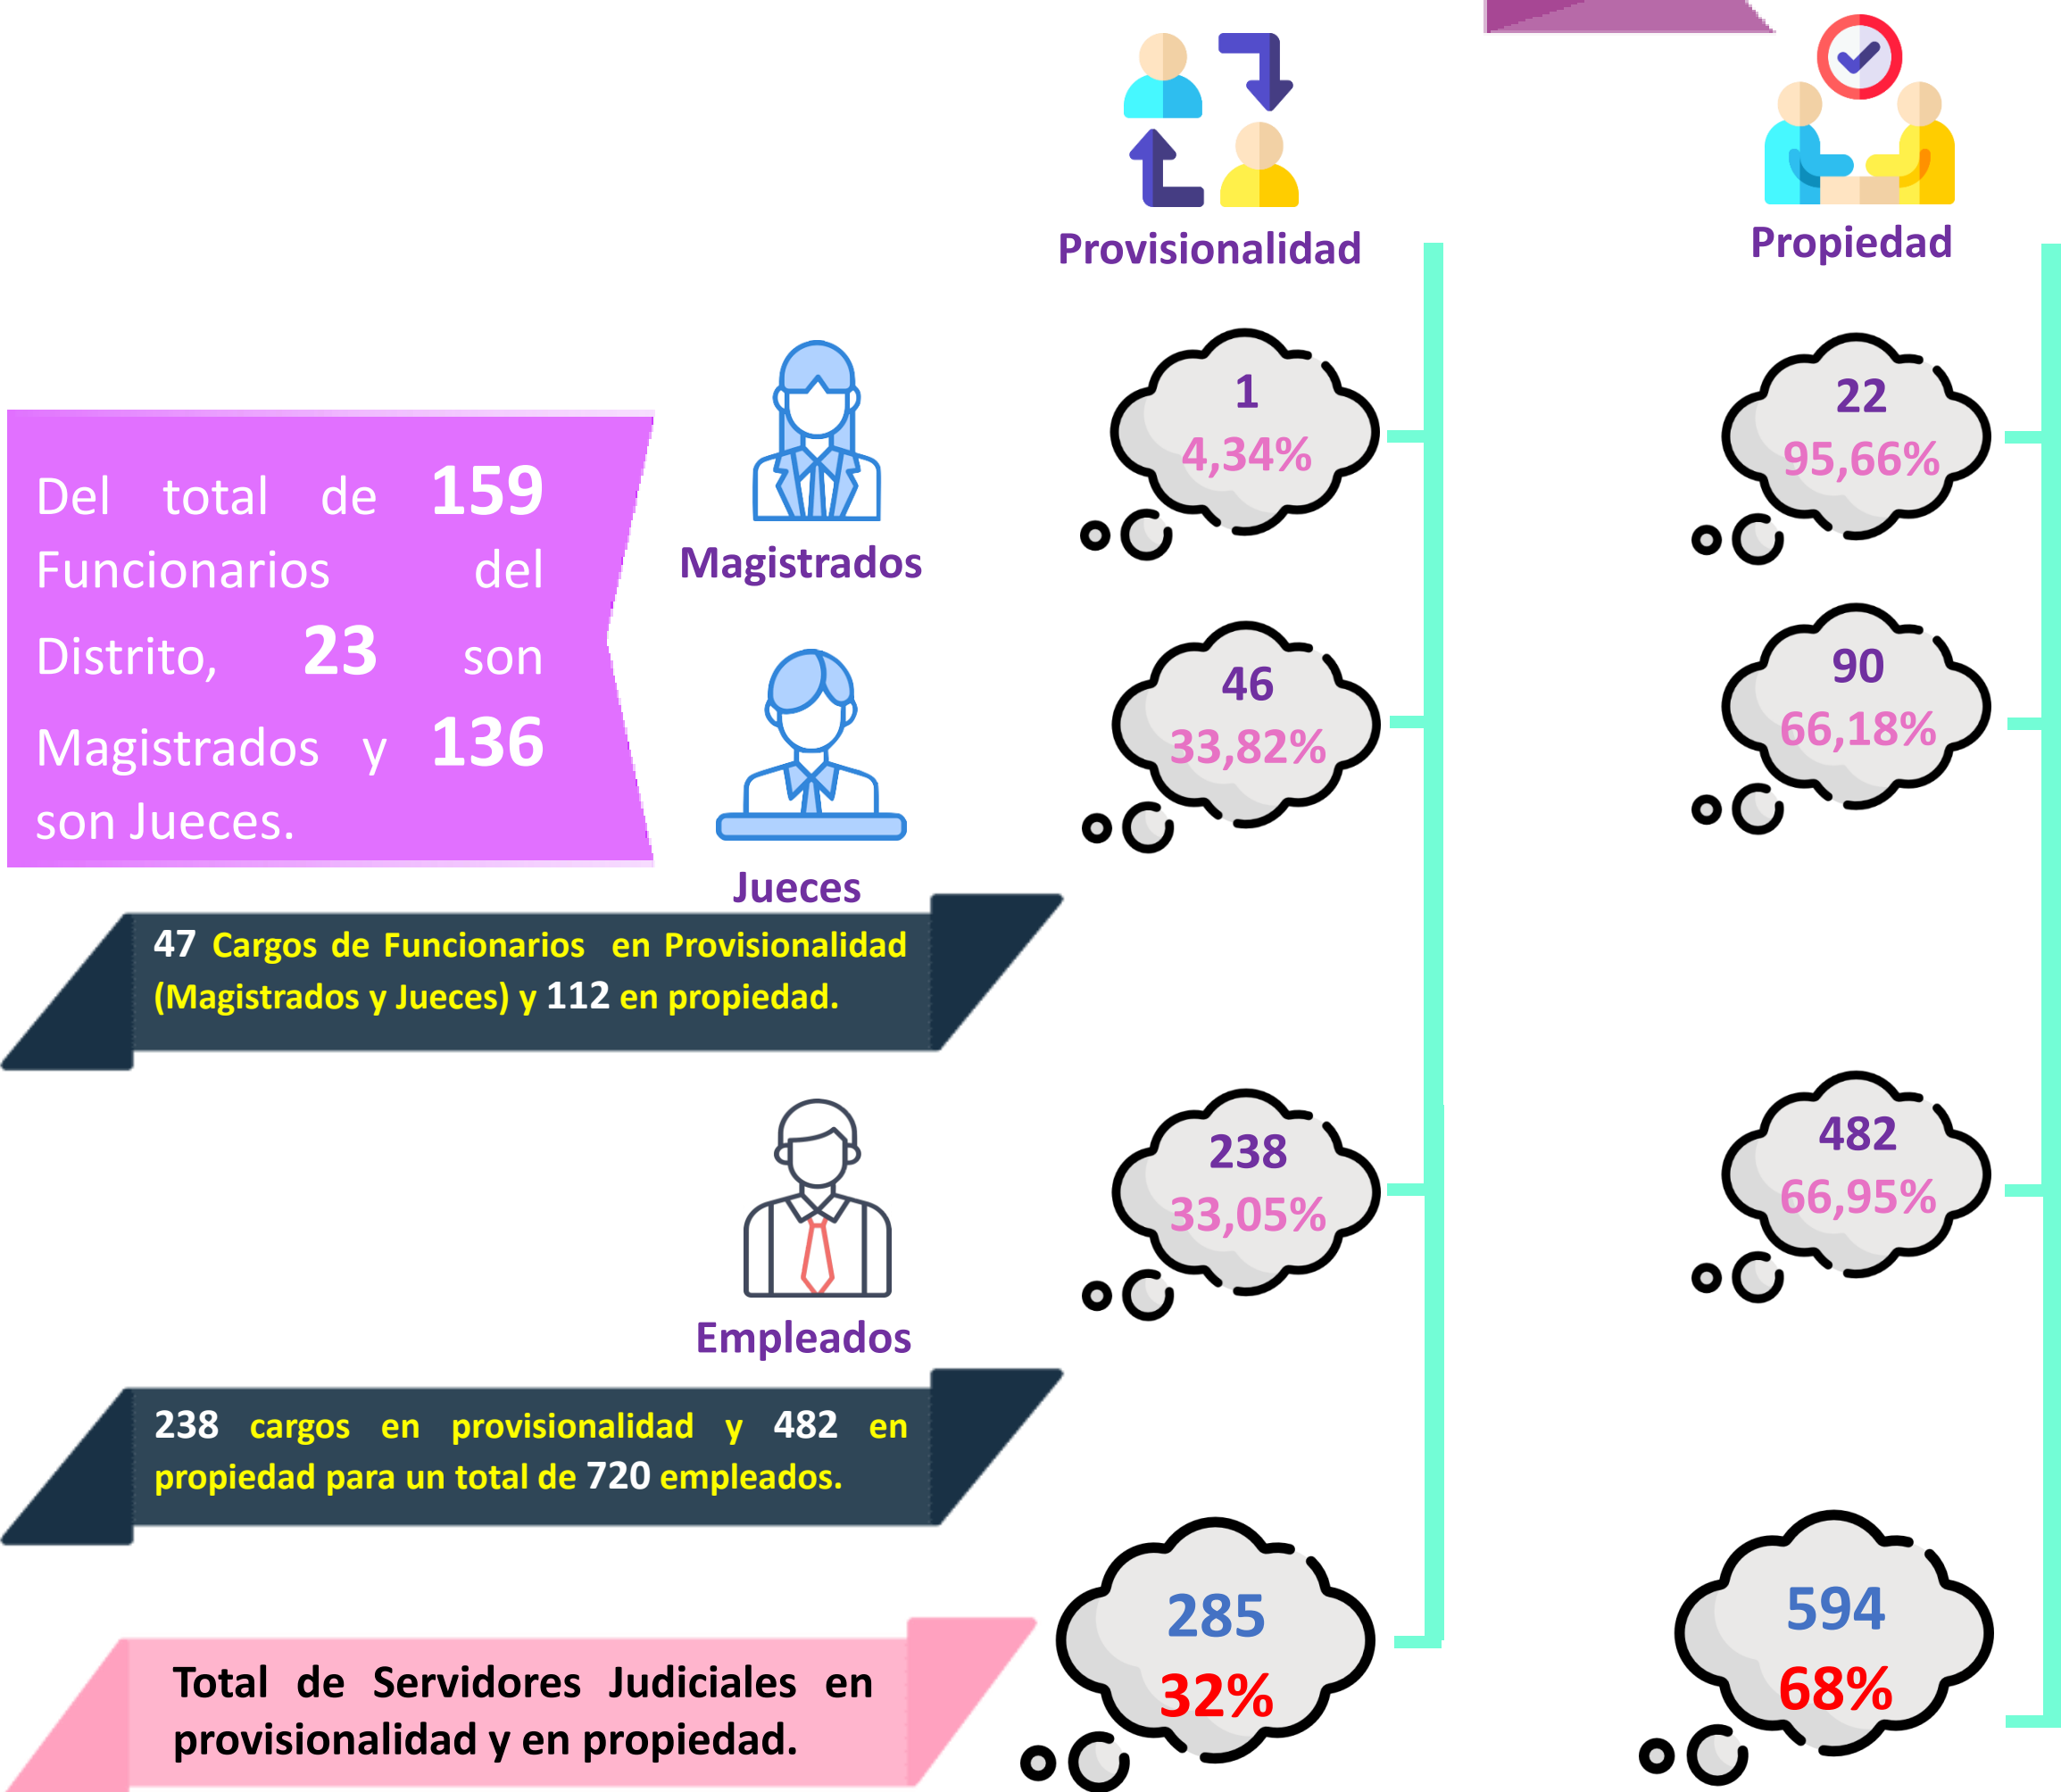 Provisionalidad
Propiedad
Del total de 159
Funcionarios del
Distrito, 23 son
Magistrados y 136
son Jueces.
Magistrados
1
4,34%
22
95,66%
Jueces
46
33,82%
90
66,18%
47 Cargos de Funcionarios en Provisionalidad
(Magistrados y Jueces) y 112 en propiedad.
Empleados
238
33,05%
482
66,95%
238 cargos en provisionalidad y 482 en
propiedad para un total de 720 empleados.
Total de Servidores Judiciales en
provisionalidad y en propiedad.
285
32%
594
68%